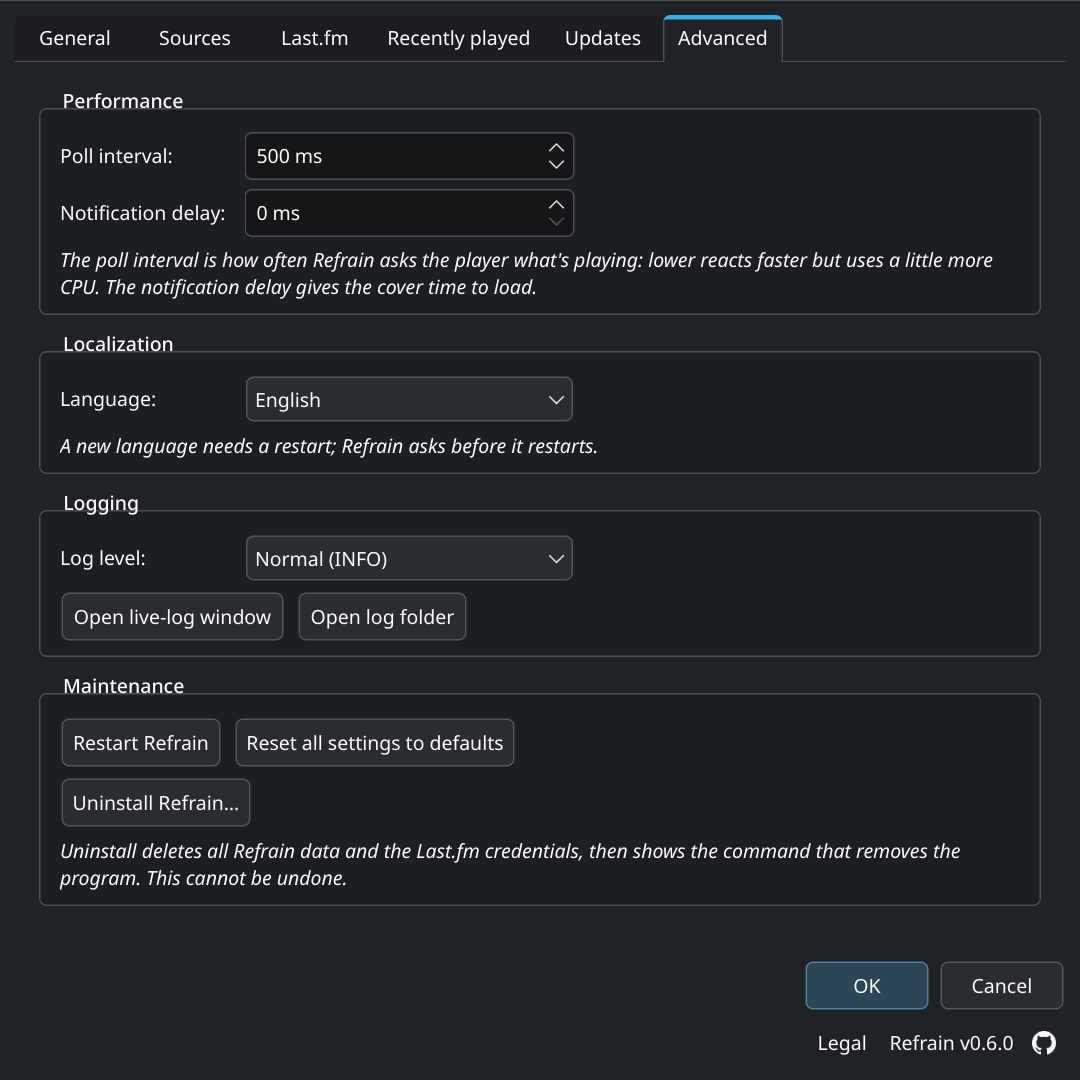 General Sources Last.fm Recently played Updates Advanced
Performance
Poll interval: 500 ms
Notification delay: 0 ms
The poll interval is how often Refrain asks the player what's playing: lower reacts faster but uses a little more
CPU. The notification delay gives the cover time to load.
Localization
Language: English
A new language needs a restart; Refrain asks before it restarts.
Logging
Log level: Normal (INFO)
Open live-log window Open log folder
Maintenance
Restart Refrain Reset all settings to defaults
Uninstall Refrain...
Uninstall deletes all Refrain data and the Last.fm credentials, then shows the command that removes the
program. This cannot be undone.
OK Cancel
Legal Refrain v0.6.0